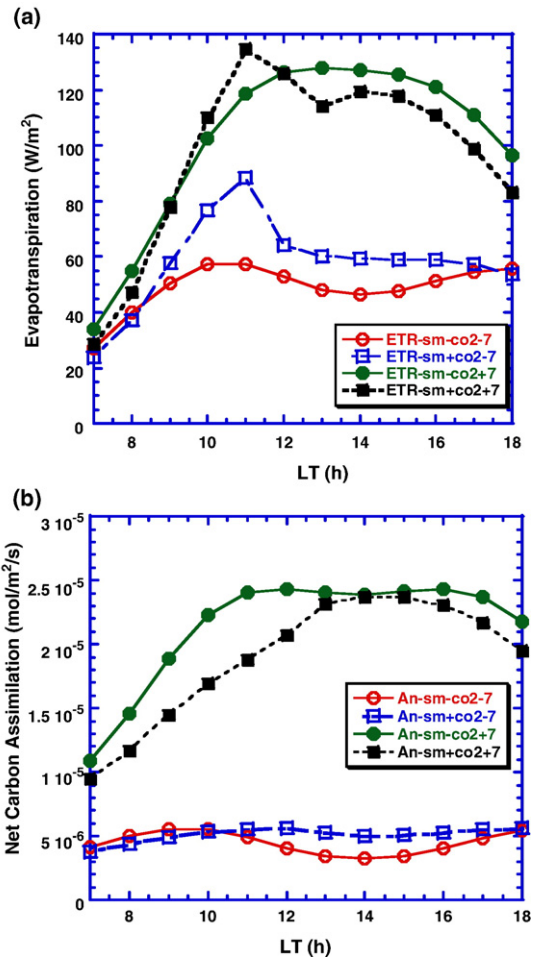 (a)
140
120
100
80
60
40
20
0
Evapotranspiration (W/m²)
ETR-sm-co2-7
ETR-sm+co2-7
ETR-sm-co2+7
ETR-sm+co2+7
8 10 12 14 16 18
LT (h)
(b)
3 10⁻⁵
2.5 10⁻⁵
2 10⁻⁵
1.5 10⁻⁵
1 10⁻⁵
5 10⁻⁶
0
Net Carbon Assimilation (mol/m²/s)
An-sm-co2-7
An-sm+co2-7
An-sm-co2+7
An-sm+co2+7
8 10 12 14 16 18
LT (h)